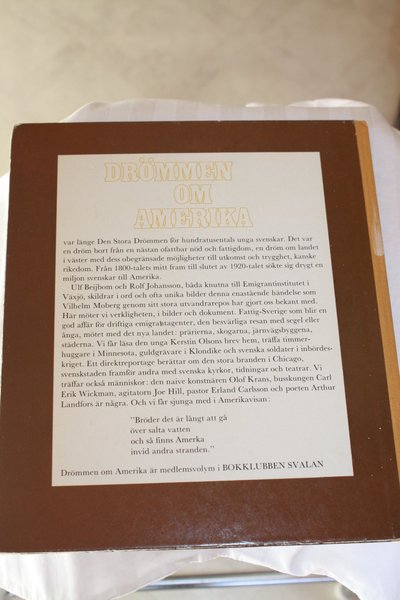 DRÖMMEN
OM
AMERIKA
var länge Den Stora Drömmen för hundratusentals unga svenskar. Det var
en dröm bort från en nästan ofattbar nöd och fattigdom, en dröm om landet
i väster med dess obegränsade möjligheter till utkomst och trygghet, kanske
rikedom. Från 1800-talets mitt fram till slutet av 1920-talet sökte sig drygt en
miljon svenskar till Amerika.
Ulf Beijbom och Rolf Johansson, båda knutna till Emigrantinstitutet i
Växjö, skildrar i ord och ofta unika bilder denna enastående händelse som
Vilhelm Moberg genom sitt stora utvandrarepos har gjort oss bekant med.
Här möter vi verkligheten, i bilder och dokument. Fattig-Sverige som blir en
god affär för driftiga emigrantagenter, den besvärliga resan med segel eller
ånga, mötet med det nya landet: prärierna, skogarna, järnvägsbyggena,
städerna. Vi får läsa den unga Kerstin Olsons brev hem, träffa timmer-
huggare i Minnesota, guldgrävare i Klondike och svenska soldater i inbördes-
kriget. Ett direktreportage berättar om den stora branden i Chicago,
svenskstaden framför andra med svenska kyrkor, tidningar och teatrar. Vi
träffar också människor: den naive konstnären Olof Krans, busskungen Carl
Erik Wickman, agitatorn Joe Hill, pastor Erland Carlsson och poeten Arthur
Landfors är några. Och vi får sjunga med i Amerikavisan:
"Bröder det är långt att gå
över salta vatten
och så finns Amerka
invid andra stranden."
Drömmen om Amerika är medlemsvolym i BOKKLUBBEN SVALAN